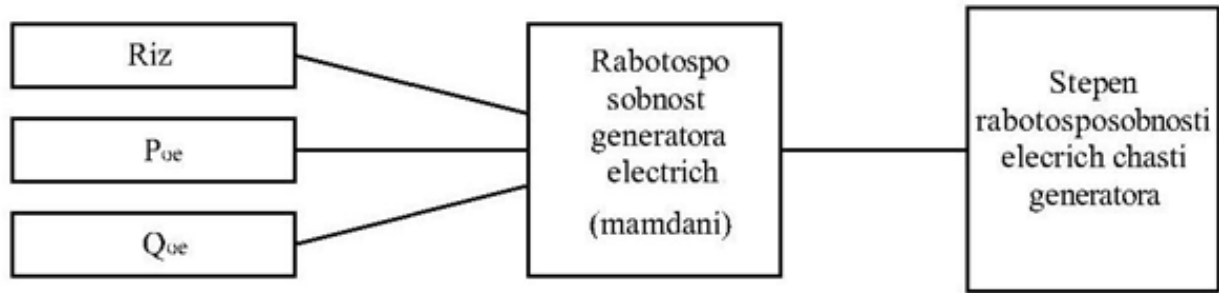 Riz
Poe
Qoe
Rabotospo
sobnost
generatora
electrich
(mamdani)
Stepen
rabotosposobnosti
elecrich chasti
generatora